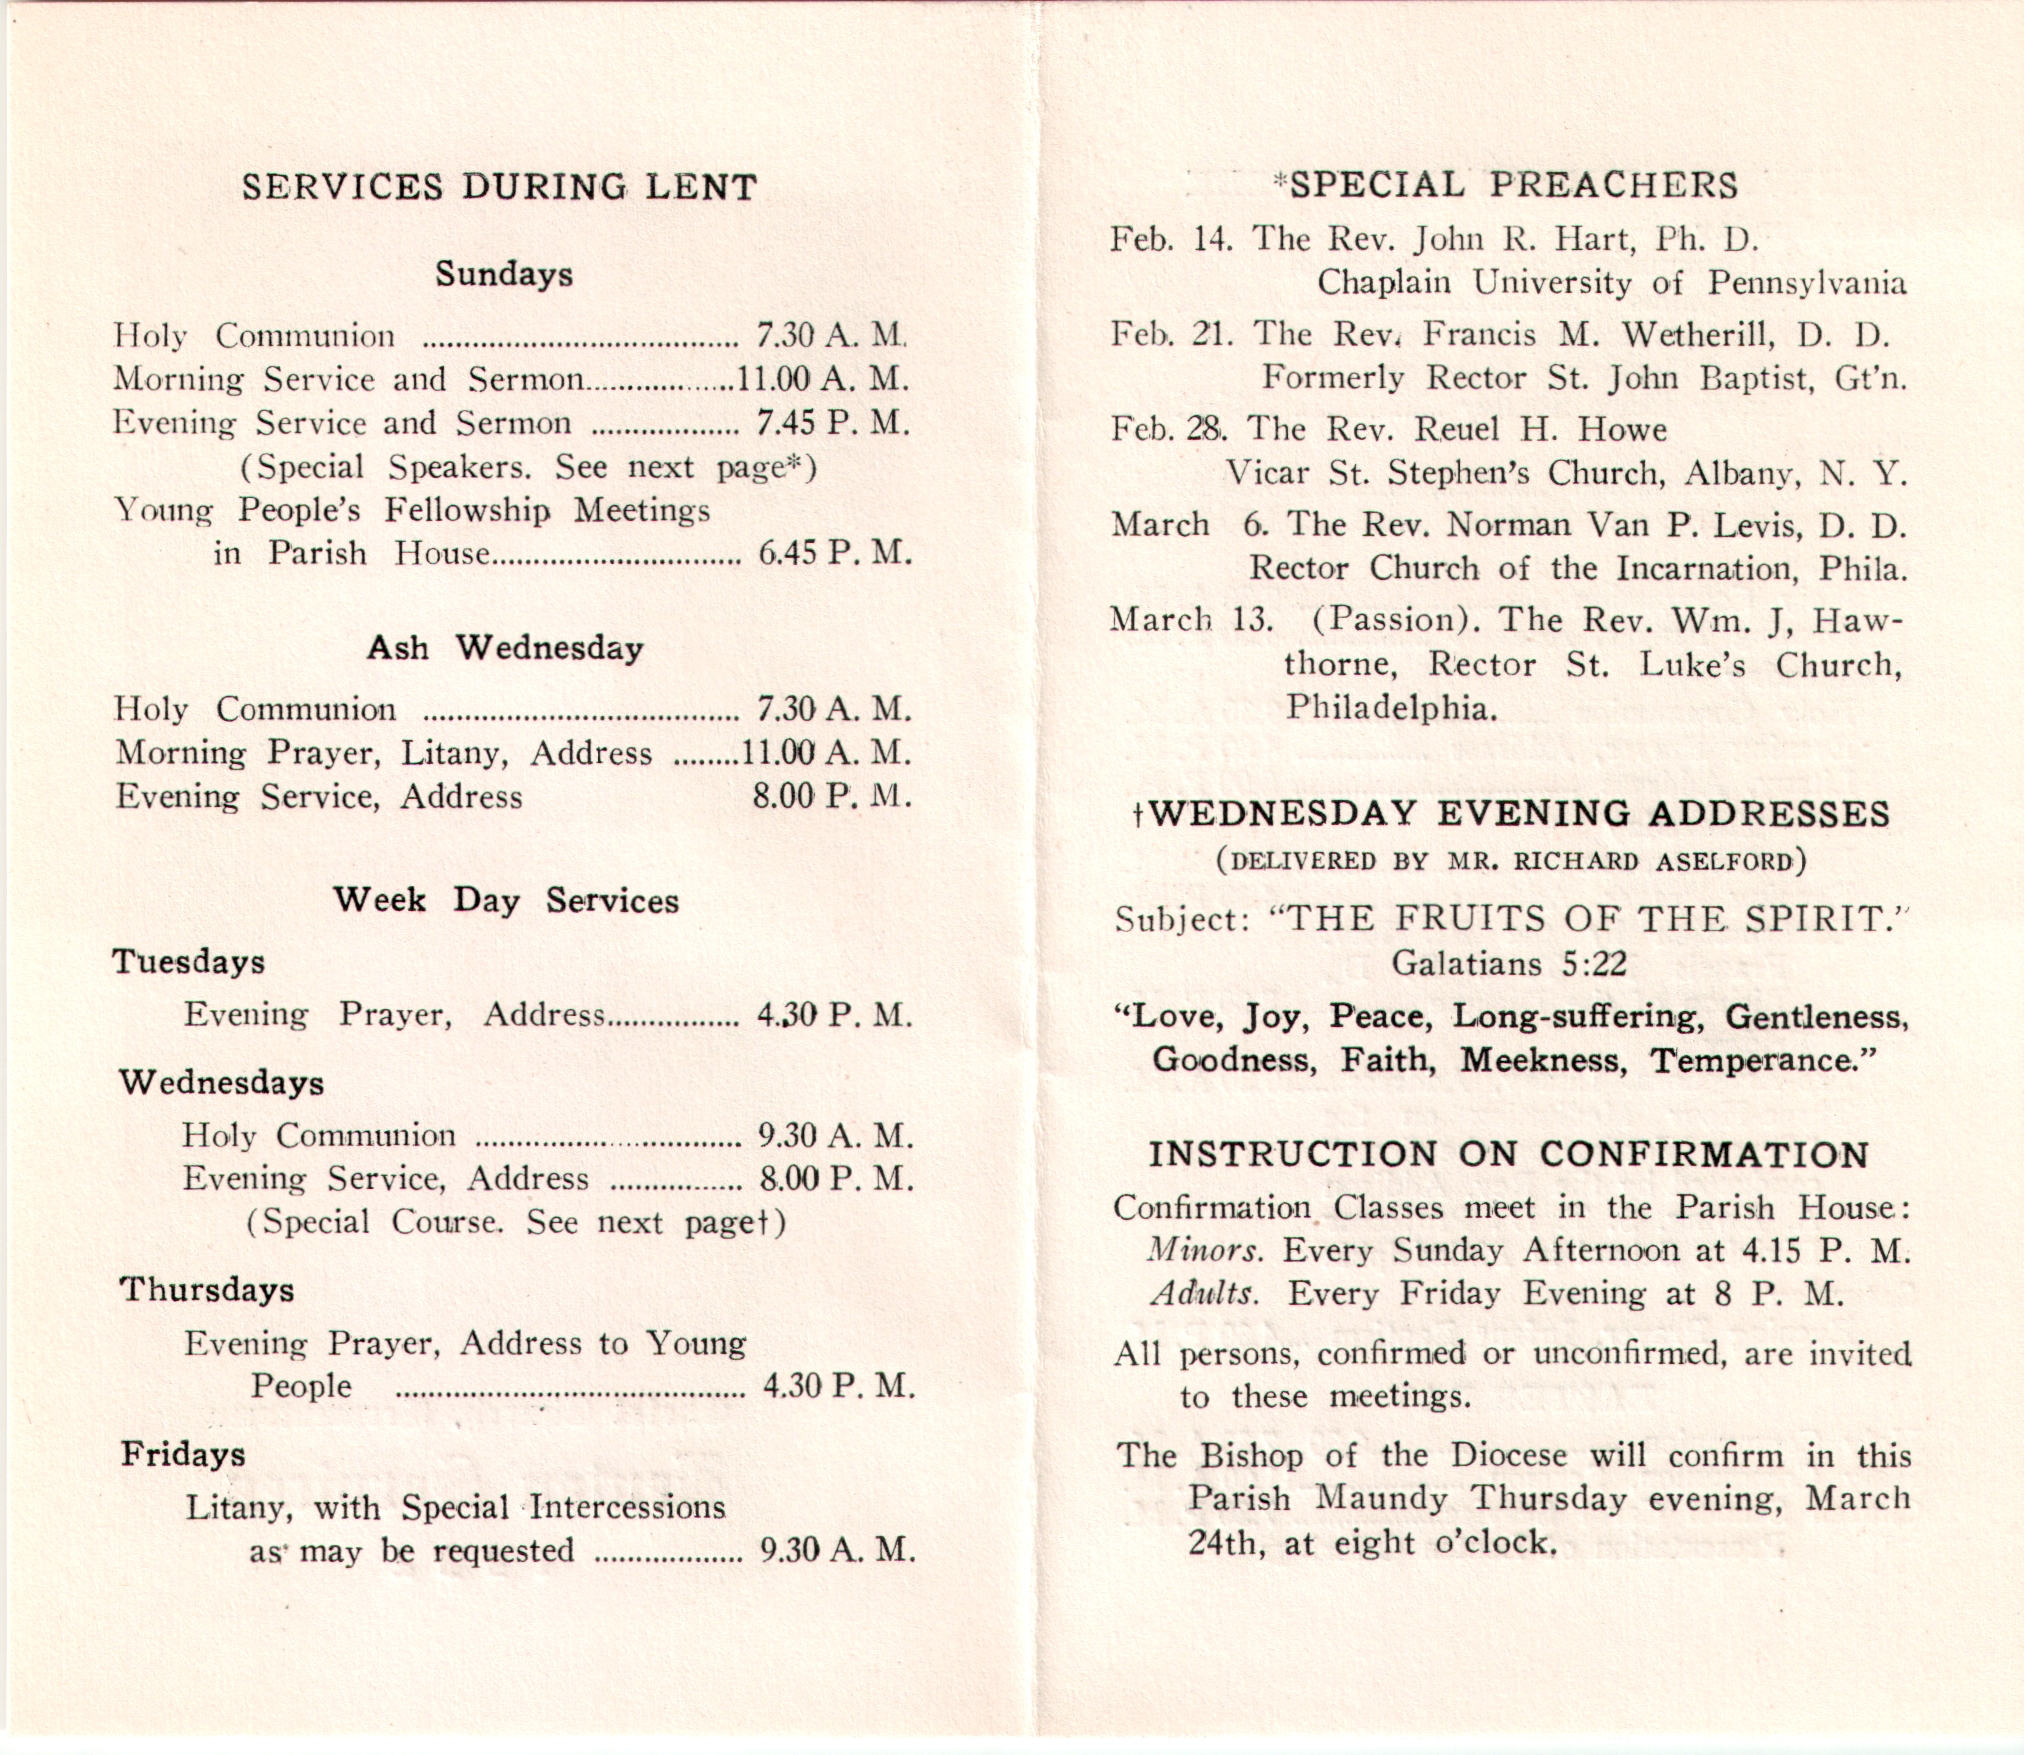 SERVICES DURING LENT
Sundays
Holy Communion ...................................... 7.30 A. M.
Morning Service and Sermon..................11.00 A. M.
Evening Service and Sermon .................. 7.45 P. M.
(Special Speakers. See next page*)
Young People's Fellowship Meetings
in Parish House.............................. 6.45 P. M.
Ash Wednesday
Holy Communion ...................................... 7.30 A. M.
Morning Prayer, Litany, Address ........11.00 A. M.
Evening Service, Address 8.00 P. M.
Week Day Services
Tuesdays
Evening Prayer, Address................ 4.30 P. M.
Wednesdays
Holy Communion ................................ 9.30 A. M.
Evening Service, Address ................ 8.00 P. M.
(Special Course. See next page†)
Thursdays
Evening Prayer, Address to Young
People .......................................... 4.30 P. M.
Fridays
Litany, with Special Intercessions
as may be requested .................. 9.30 A. M.
*SPECIAL PREACHERS
Feb. 14. The Rev. John R. Hart, Ph. D.
Chaplain University of Pennsylvania
Feb. 21. The Rev. Francis M. Wetherill, D. D.
Formerly Rector St. John Baptist, Gt'n.
Feb. 28. The Rev. Reuel H. Howe
Vicar St. Stephen's Church, Albany, N. Y.
March 6. The Rev. Norman Van P. Levis, D. D.
Rector Church of the Incarnation, Phila.
March 13. (Passion). The Rev. Wm. J, Haw-
thorne, Rector St. Luke's Church,
Philadelphia.
†WEDNESDAY EVENING ADDRESSES
(DELIVERED BY MR. RICHARD ASELFORD)
Subject: "THE FRUITS OF THE SPIRIT."
Galatians 5:22
"Love, Joy, Peace, Long-suffering, Gentleness,
Goodness, Faith, Meekness, Temperance."
INSTRUCTION ON CONFIRMATION
Confirmation Classes meet in the Parish House:
Minors. Every Sunday Afternoon at 4.15 P. M.
Adults. Every Friday Evening at 8 P. M.
All persons, confirmed or unconfirmed, are invited
to these meetings.
The Bishop of the Diocese will confirm in this
Parish Maundy Thursday evening, March
24th, at eight o'clock.